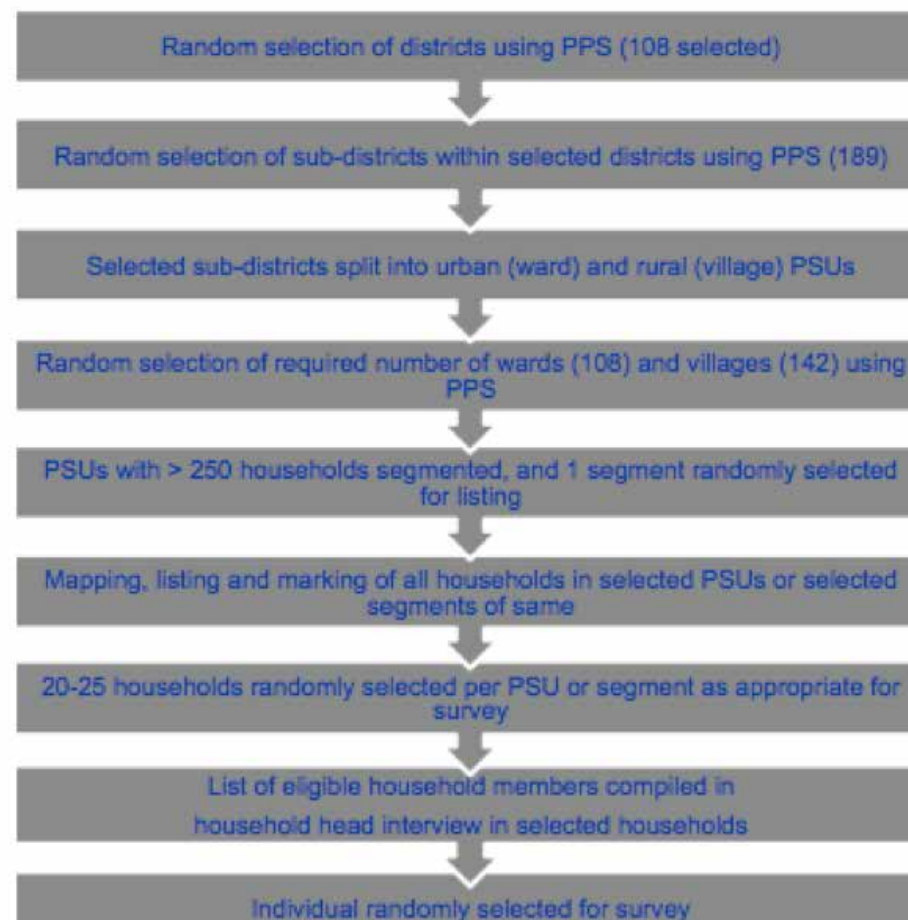 Random selection of districts using PPS (108 selected)
Random selection of sub-districts within selected districts using PPS (189)
Selected sub-districts split into urban (ward) and rural (village) PSUs
Random selection of required number of wards (108) and villages (142) using
PPS
PSUs with > 250 households segmented, and 1 segment randomly selected
for listing
Mapping, listing and marking of all households in selected PSUs or selected
segments of same
20-25 households randomly selected per PSU or segment as appropriate for
survey
List of eligible household members compiled in
household head interview in selected households
Individual randomly selected for survey